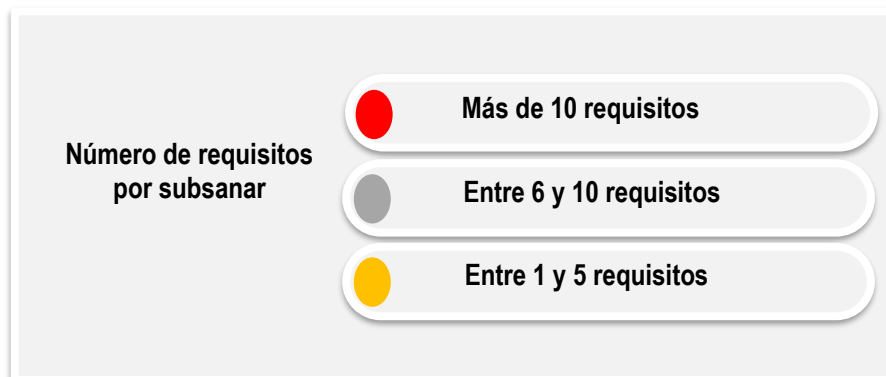 Número de requisitos
por subsanar
Más de 10 requisitos
Entre 6 y 10 requisitos
Entre 1 y 5 requisitos